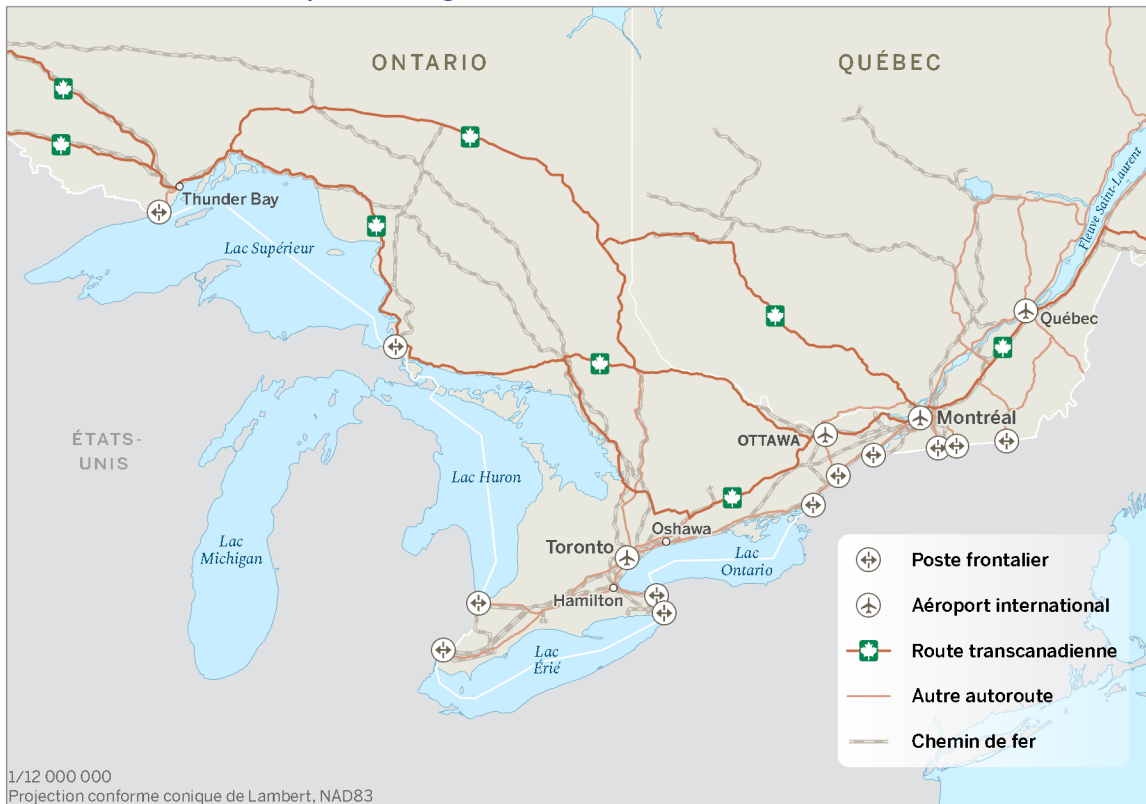 ONTARIO
QUÉBEC
Thunder Bay
Lac Supérieur
Fleuve Saint-Laurent
Québec
Montréal
OTTAWA
ÉTATS-
UNIS
Lac Huron
Lac
Michigan
Oshawa
Toronto
Lac
Ontario
Hamilton
Lac
Érié
Poste frontalier
Aéroport international
Route transcanadienne
Autre autoroute
Chemin de fer
1/12 000 000
Projection conforme conique de Lambert, NAD83